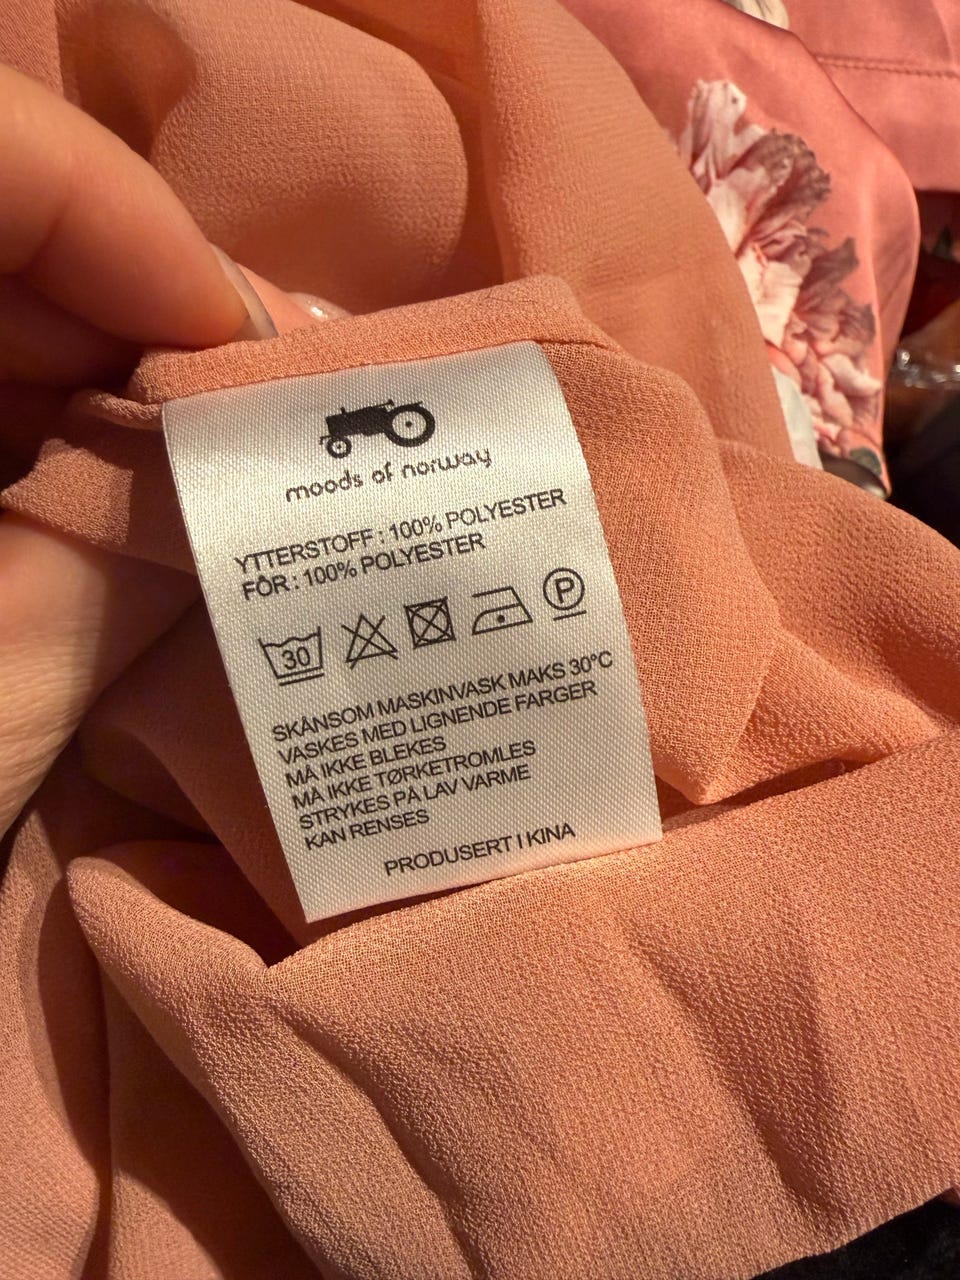 moods of norway
YTTERSTOFF : 100% POLYESTER
FÔR : 100% POLYESTER
30 P
SKÅNSOM MASKINVASK MAKS 30°C
VASKES MED LIGNENDE FARGER
MÅ IKKE BLEKES
MÅ IKKE TØRKETROMLES
STRYKES PÅ LAV VARME
KAN RENSES
PRODUSERT I KINA